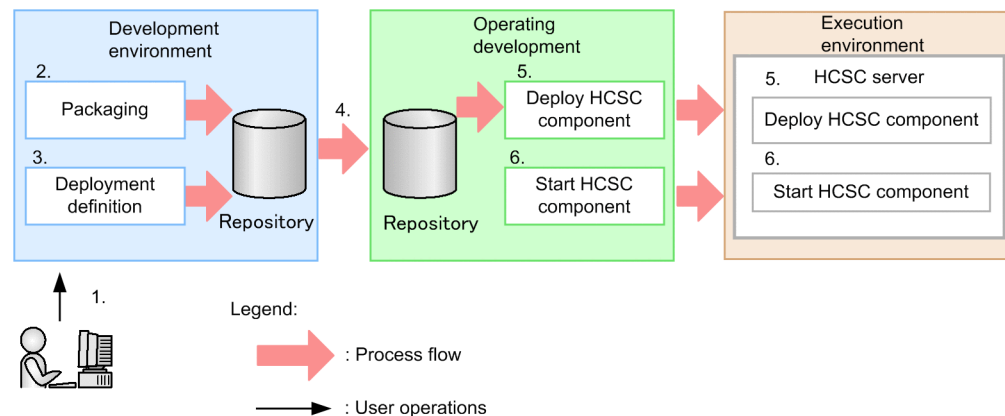 Development
environment
2.
Packaging
3.
Deployment
definition
Repository
4.
Operating
development
Repository
5.
Deploy HCSC
component
6.
Start HCSC
component
Execution
environment
HCSC server
5.
Deploy HCSC component
6.
Start HCSC component
1.
Legend:
: Process flow
: User operations